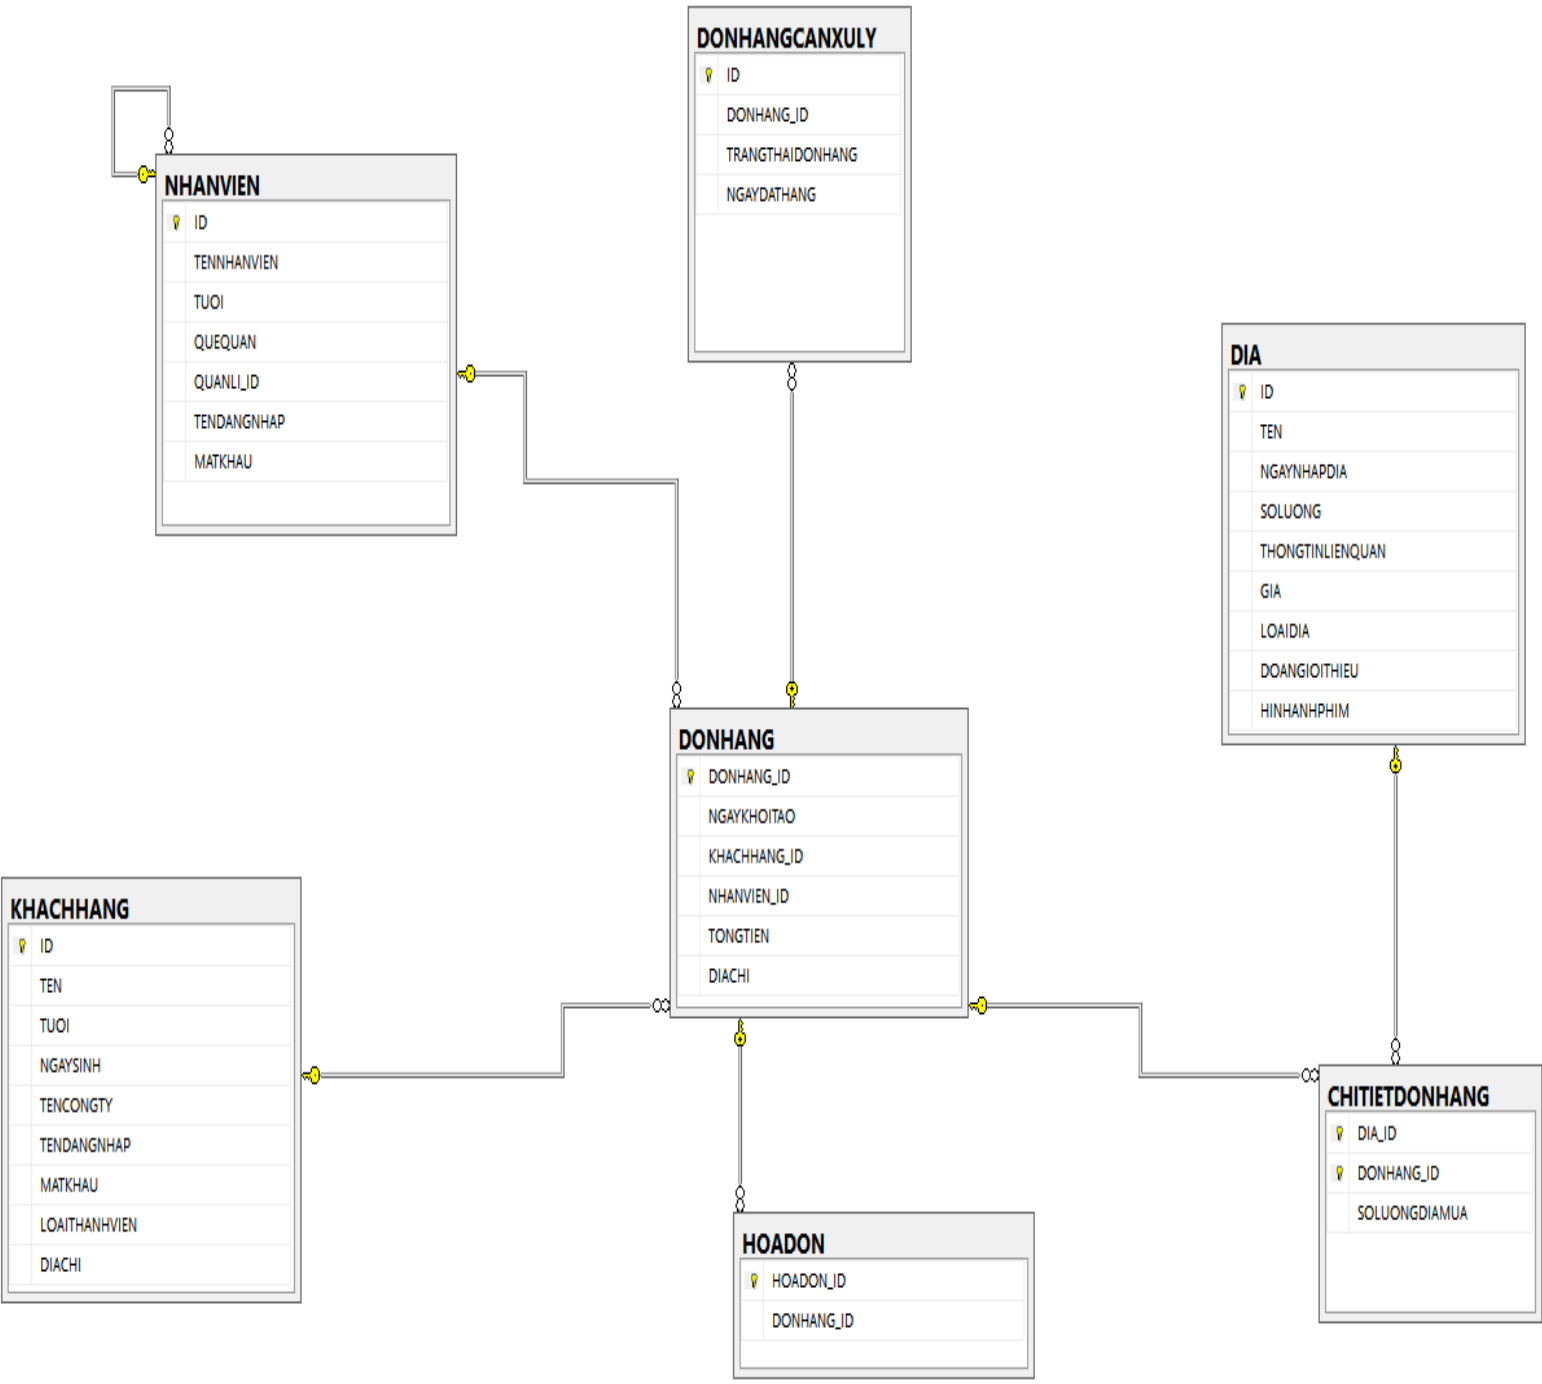 DONHANGCANXULY
ID
DONHANG_ID
TRANGTHAIDONHANG
NGAYDATHANG
NHANVIEN
ID
TENNHANVIEN
TUOI
QUEQUAN
QUANLI_ID
TENDANGNHAP
MATKHAU
DIA
ID
TEN
NGAYNHAPDIA
SOLUONG
THONGTINLIENQUAN
GIA
LOAIDIA
DOANGIOITHIEU
HINHANHPHIM
DONHANG
DONHANG_ID
NGAYKHOITAO
KHACHHANG_ID
NHANVIEN_ID
TONGTIEN
DIACHI
KHACHHANG
ID
TEN
TUOI
NGAYSINH
TENCONGTY
TENDANGNHAP
MATKHAU
LOAITHANHVIEN
DIACHI
CHITIETDONHANG
DIA_ID
DONHANG_ID
SOLUONGDIAMUA
HOADON
HOADON_ID
DONHANG_ID